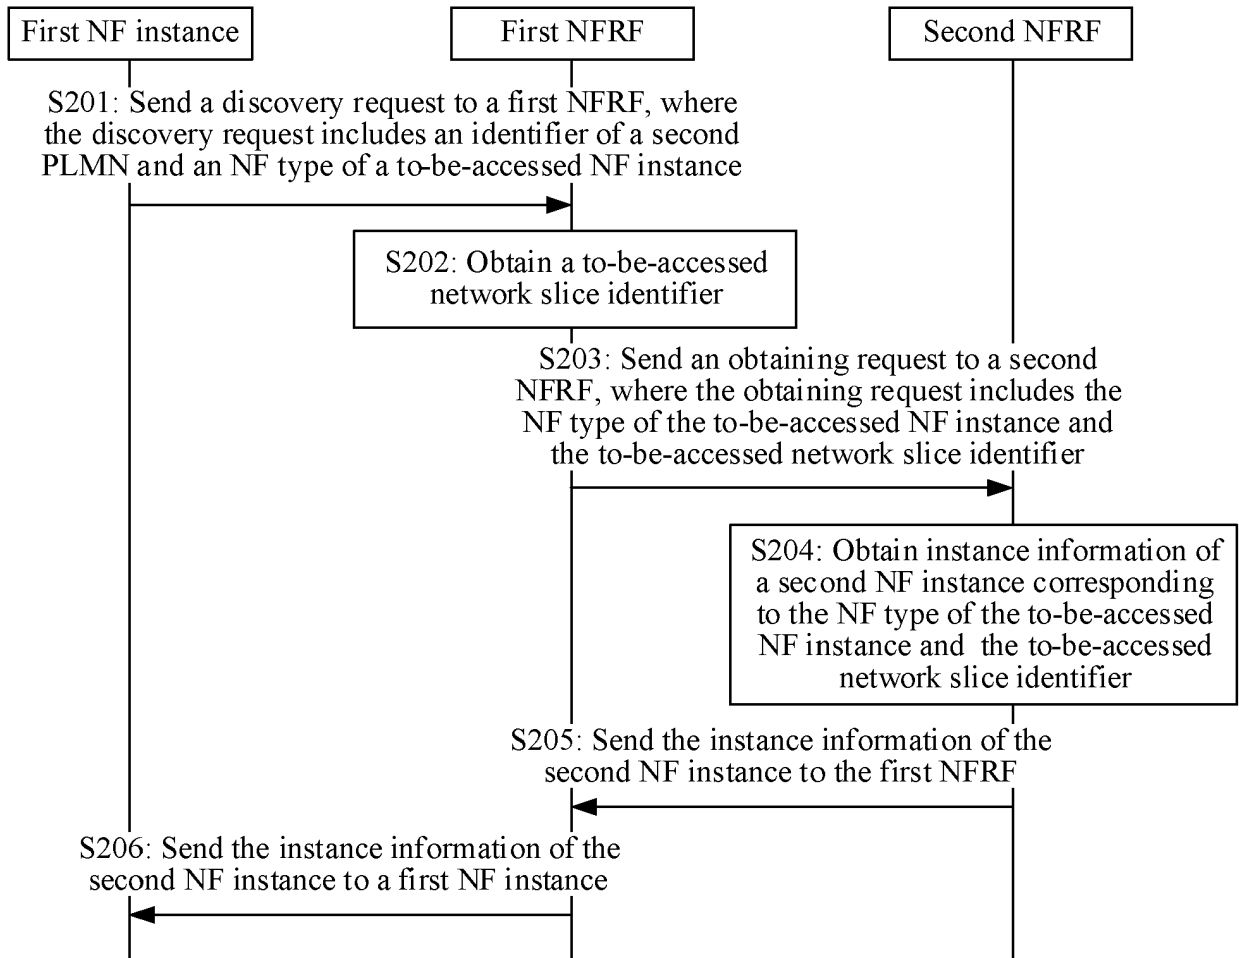 First NF instance
First NFRF
Second NFRF
S201: Send a discovery request to a first NFRF, where
the discovery request includes an identifier of a second
PLMN and an NF type of a to-be-accessed NF instance
S202: Obtain a to-be-accessed
network slice identifier
S203: Send an obtaining request to a second
NFRF, where the obtaining request includes the
NF type of the to-be-accessed NF instance and
the to-be-accessed network slice identifier
S204: Obtain instance information of
a second NF instance corresponding
to the NF type of the to-be-accessed
NF instance and the to-be-accessed
network slice identifier
S205: Send the instance information of the
second NF instance to the first NFRF
S206: Send the instance information of the
second NF instance to a first NF instance